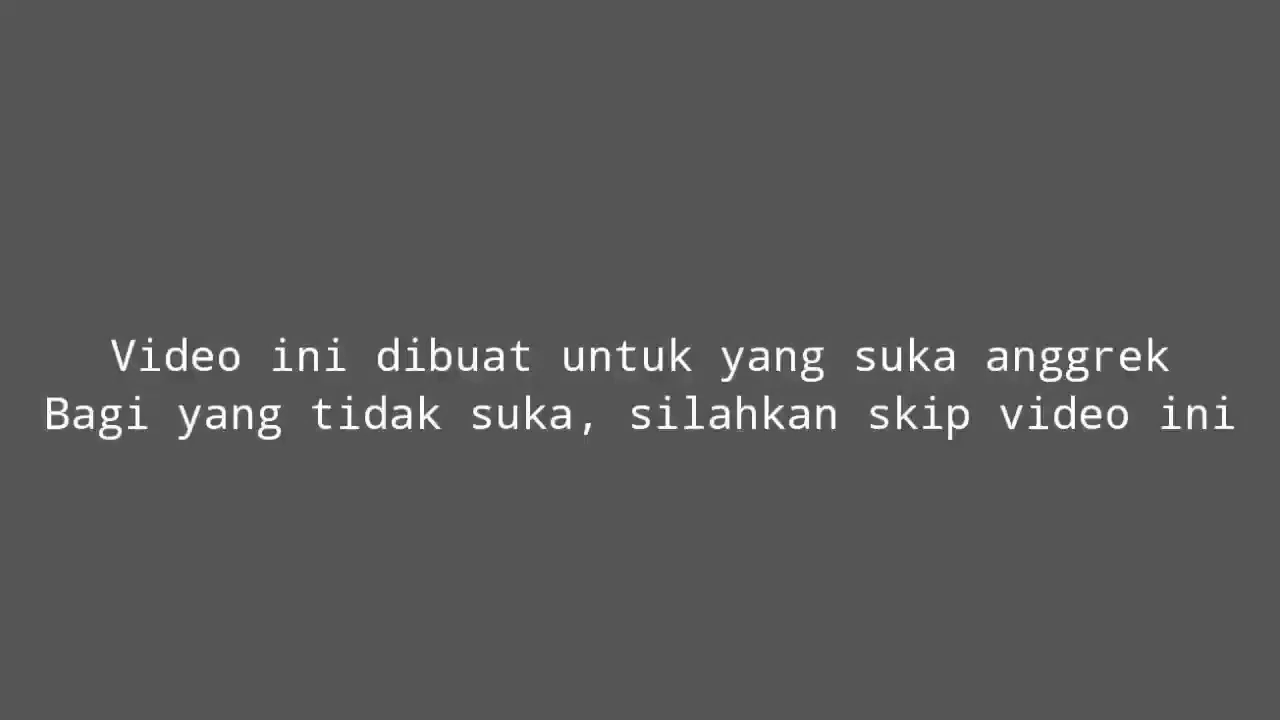 Video ini dibuat untuk yang suka anggrek
Bagi yang tidak suka, silahkan skip video ini